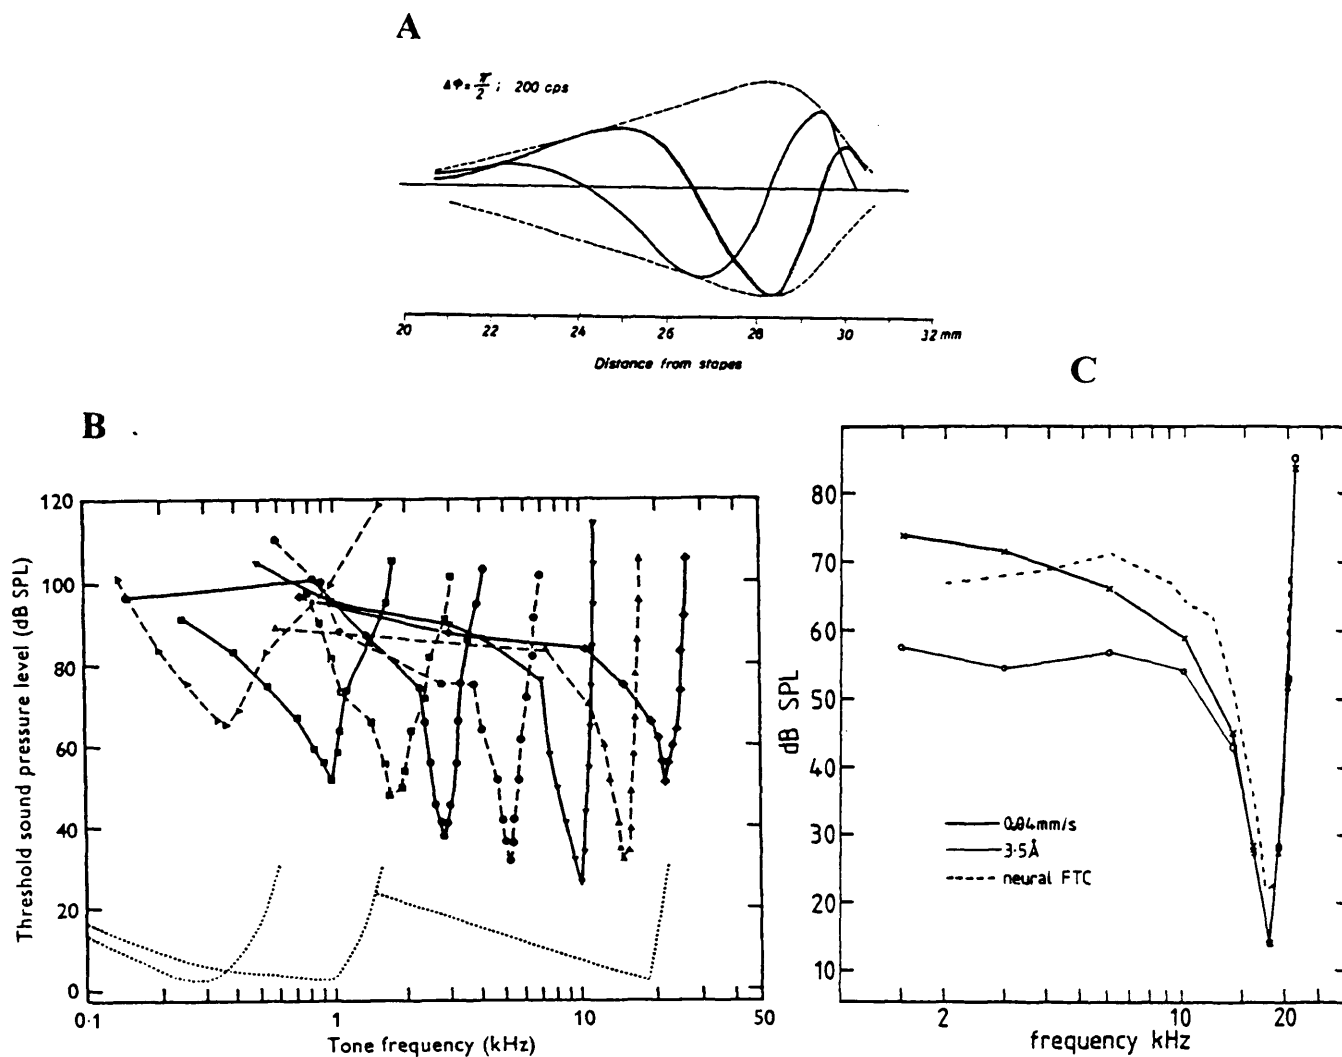 A
Δφ = π/2 ; 200 cps
20 22 24 26 28 30 32 mm
Distance from stapes
B
Threshold sound pressure level (dB SPL)
120
100
80
60
40
20
0
0·1 1 10 50
Tone frequency (kHz)
C
dB SPL
80
70
60
50
40
30
20
10
0.04mm/s
3·5Å
neural FTC
2 10 20
frequency kHz